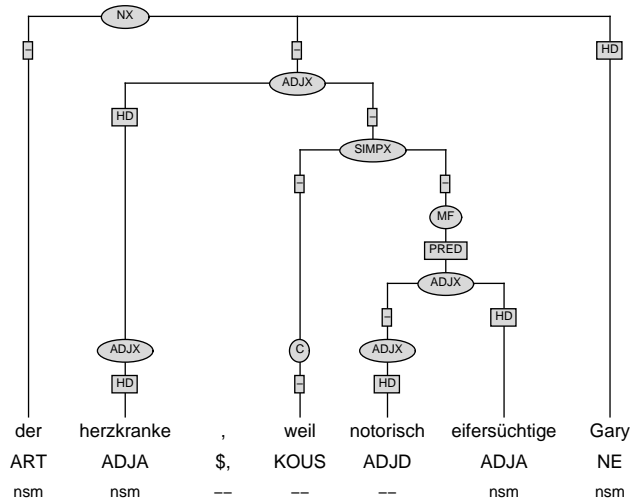 NX
– – HD
ADJX
HD –
SIMPX
– –
MF
PRED
ADJX
– HD
ADJX C ADJX
HD – HD
der herzkranke , weil notorisch eifersüchtige Gary
ART ADJA $, KOUS ADJD ADJA NE
nsm nsm –– –– –– nsm nsm